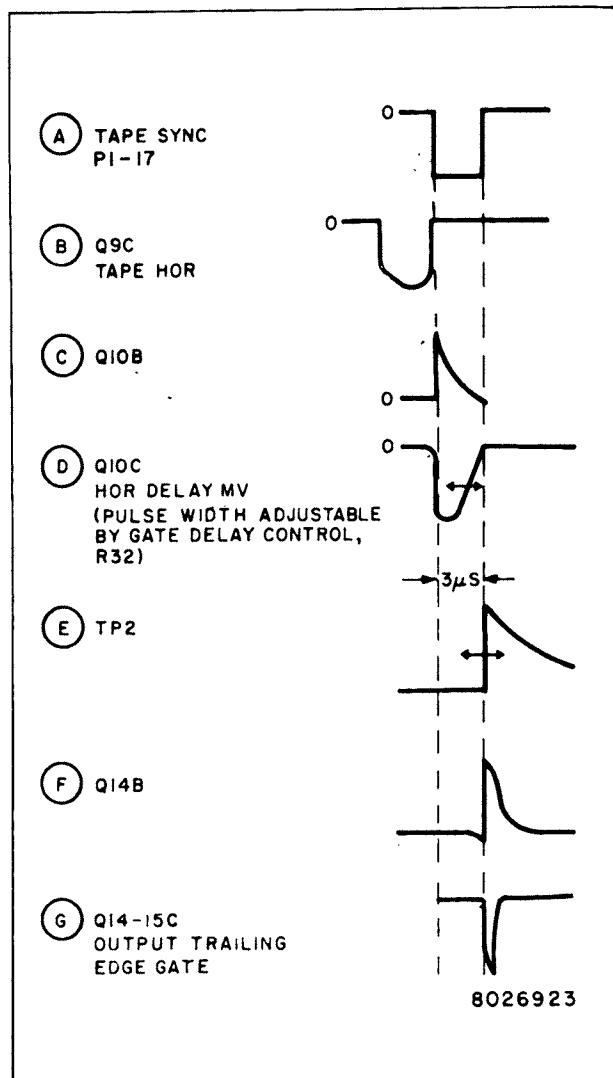 A TAPE SYNC
P1-17
0
B Q9C
TAPE HOR
0
C Q10B
0
D Q10C
HOR DELAY MV
(PULSE WIDTH ADJUSTABLE
BY GATE DELAY CONTROL,
R32)
0
3μS
E TP2
F Q14B
G Q14-15C
OUTPUT TRAILING
EDGE GATE
8026923